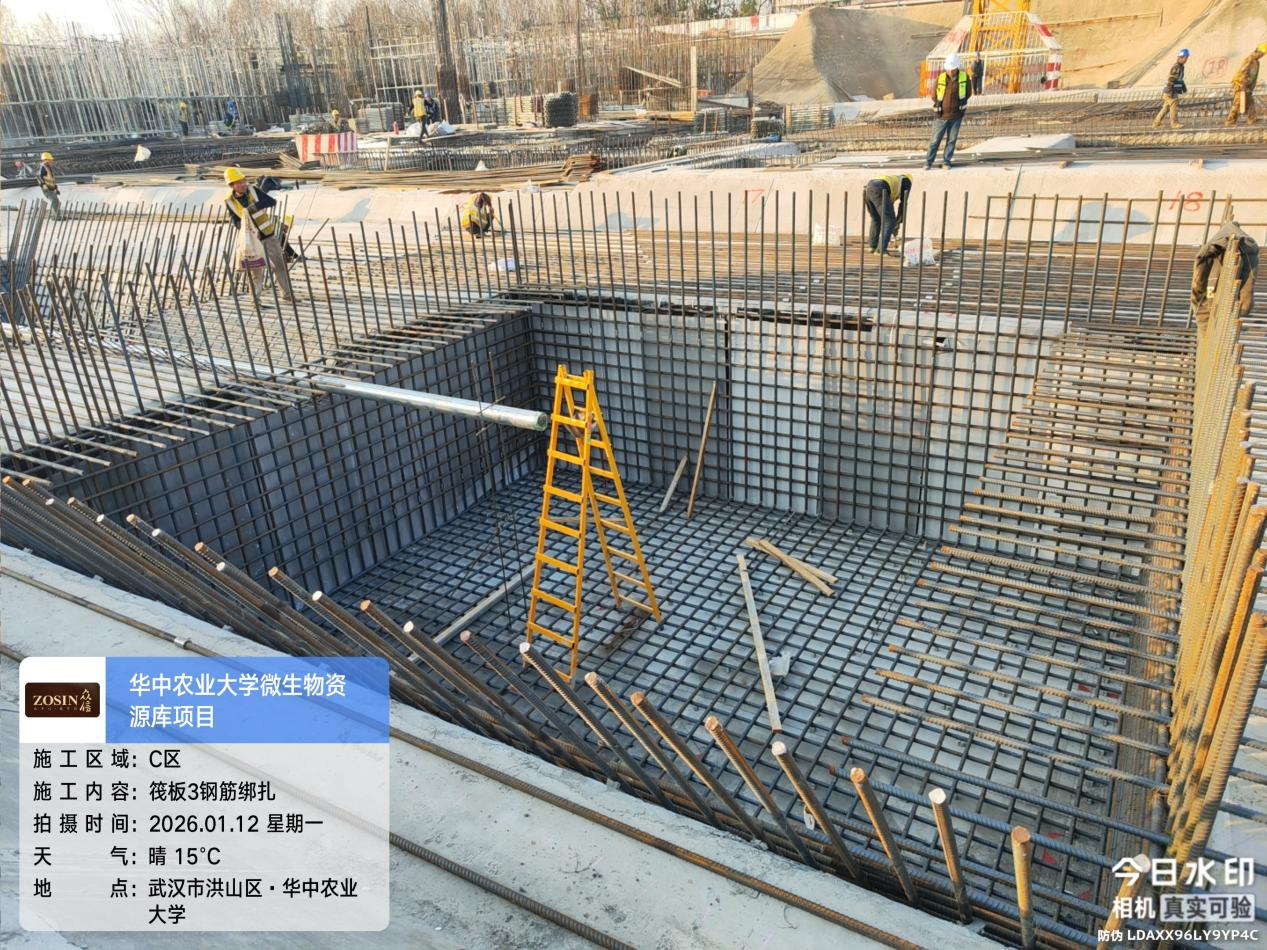 华中农业大学微生物资
源库项目
ZOSIN 众信
施工区域：C区
施工内容：筏板3钢筋绑扎
拍摄时间：2026.01.12 星期一
天气：晴 15°C
地点：武汉市洪山区·华中农业
大学
今日水印
相机 真实可验
防伪 LDAXX96LY9YP4C
7
18
18